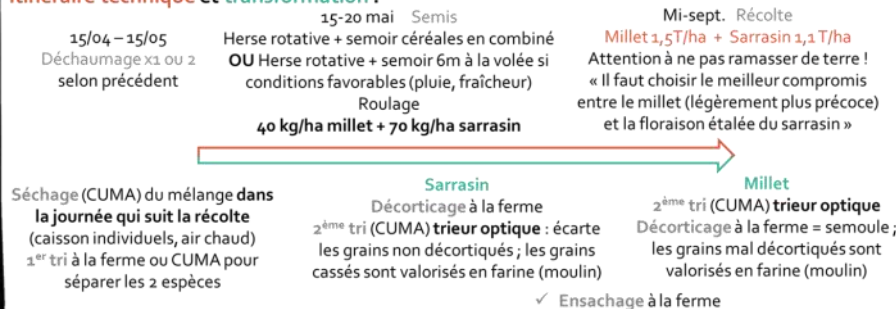 itinéraire technique et transformation :
15/04 – 15/05
Déchaumage x1 ou 2
selon précédent
15-20 mai Semis
Herse rotative + semoir céréales en combiné
OU Herse rotative + semoir 6m à la volée si
conditions favorables (pluie, fraîcheur)
Roulage
40 kg/ha millet + 70 kg/ha sarrasin
Mi-sept. Récolte
Millet 1,5T/ha + Sarrasin 1,1 T/ha
Attention à ne pas ramasser de terre !
« Il faut choisir le meilleur compromis
entre le millet (légèrement plus précoce)
et la floraison étalée du sarrasin »
Séchage (CUMA) du mélange dans
la journée qui suit la récolte
(caisson individuels, air chaud)
1er tri à la ferme ou CUMA pour
séparer les 2 espèces
Sarrasin
Décorticage à la ferme
2ème tri (CUMA) trieur optique : écarte
les grains non décortiqués ; les grains
cassés sont valorisés en farine (moulin)
Millet
2ème tri (CUMA) trieur optique
Décorticage à la ferme = semoule ;
les grains mal décortiqués sont
valorisés en farine (moulin)
✓ Ensachage à la ferme